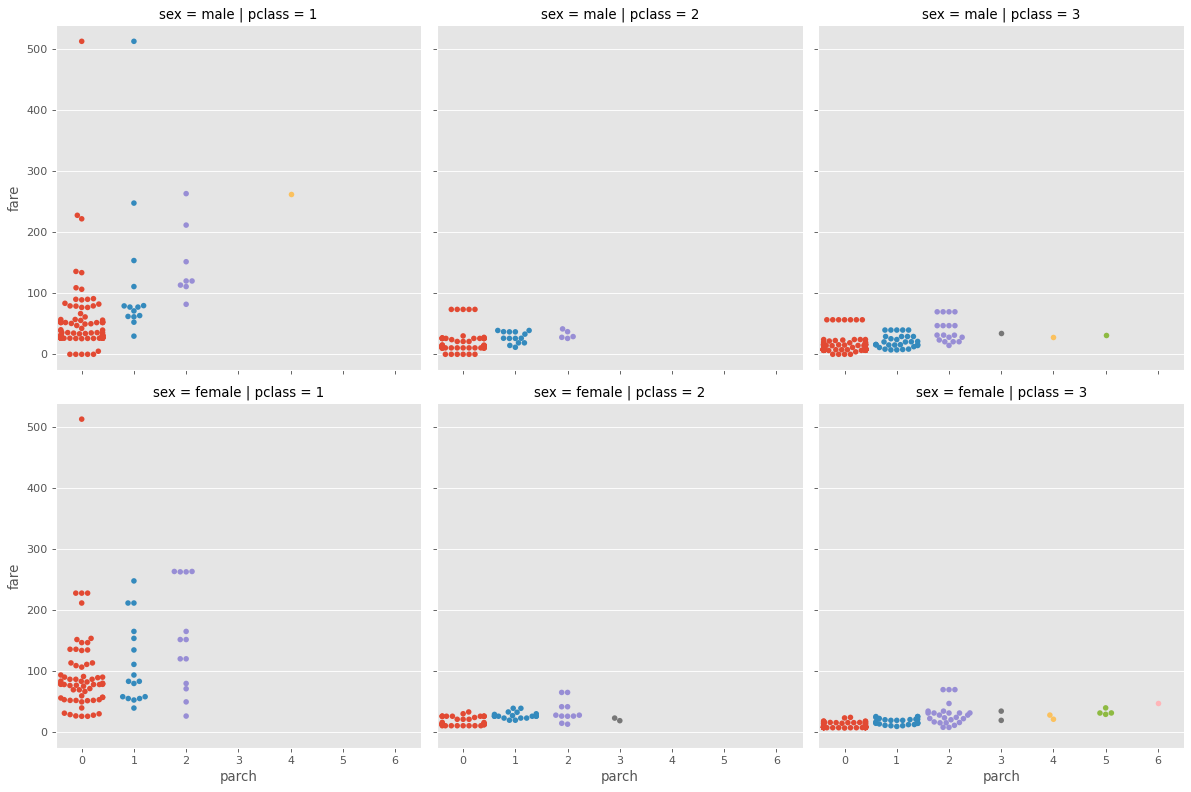 sex = male | pclass = 1
sex = male | pclass = 2
sex = male | pclass = 3
500
400
300
200
100
0
fare
sex = female | pclass = 1
sex = female | pclass = 2
sex = female | pclass = 3
500
400
300
200
100
0
fare
0 1 2 3 4 5 6
0 1 2 3 4 5 6
0 1 2 3 4 5 6
parch
parch
parch